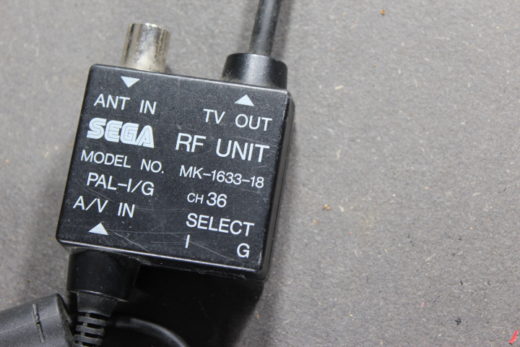 ANT IN
TV OUT
SEGA
RF UNIT
MODEL NO. MK-1633-18
PAL-I/G
CH 36
A/V IN
SELECT
I G